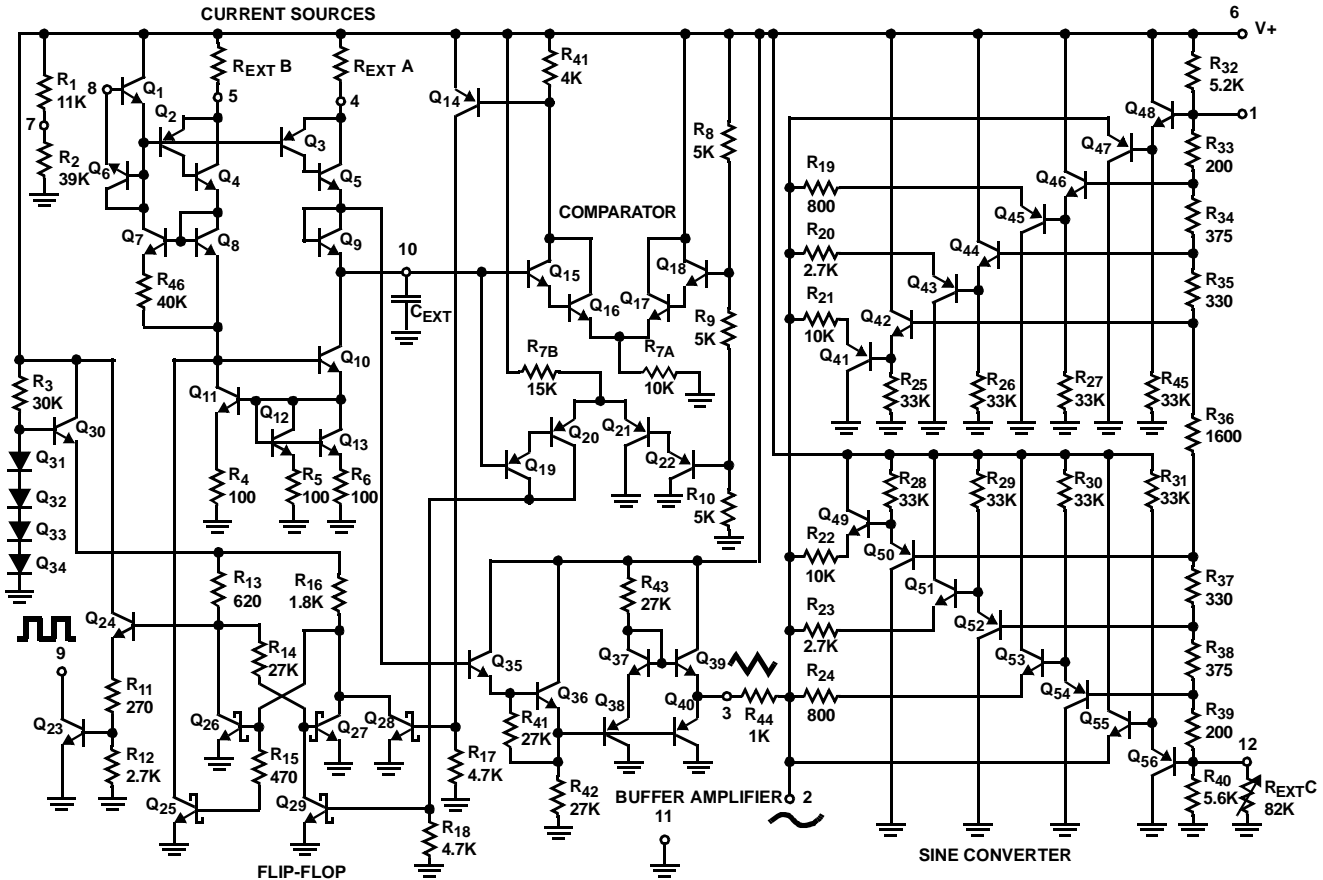 CURRENT SOURCES
6
V+
R1
11K
8
Q1
REXT B
5
REXT A
4
R41
4K
R32
5.2K
7
Q2
Q14
Q48
1
R2
39K
Q6
Q3
R8
5K
Q47
R33
200
Q4
Q5
R19
800
Q46
Q7
Q8
Q9
COMPARATOR
Q45
R34
375
10
R20
2.7K
Q44
R46
40K
Q15
Q18
Q43
R35
330
CEXT
Q16
Q17
R21
10K
Q42
R9
5K
Q10
R7B
15K
R7A
10K
Q41
R3
30K
Q11
Q12
R25
33K
R26
33K
R27
33K
R45
33K
Q30
Q13
Q20
Q21
R36
1600
Q31
Q19
Q22
R4
100
R5
100
R6
100
R28
33K
R29
33K
R30
33K
R31
33K
Q32
R10
5K
Q33
Q49
Q34
R22
10K
Q50
R13
620
R16
1.8K
R43
27K
Q51
R37
330
Q24
R23
2.7K
Q52
9
R14
27K
Q35
Q37
Q39
Q53
R38
375
R11
270
Q36
Q38
Q40
R24
800
Q54
Q23
Q26
Q27
Q28
R41
27K
3
R44
1K
Q55
R39
200
R12
2.7K
R15
470
R17
4.7K
Q56
12
Q25
Q29
R42
27K
BUFFER AMPLIFIER
2
R40
5.6K
REXTC
82K
R18
4.7K
11
FLIP-FLOP
SINE CONVERTER